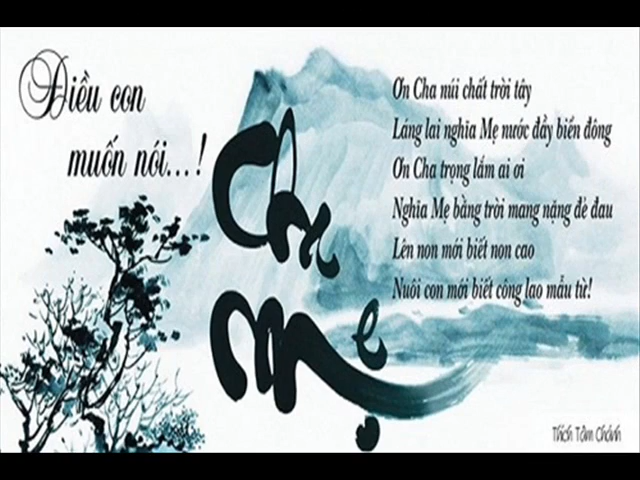 Điều con
muốn nói...!
Cha
Mẹ
Ơn Cha núi chất trời tây
Láng lai nghĩa Mẹ nước đầy biển đông
Ơn Cha trọng lắm ai ơi
Nghĩa Mẹ bằng trời mang nặng đẻ đau
Lên non mới biết non cao
Nuôi con mới biết công lao mẫu từ!
Thích Tâm Chánh